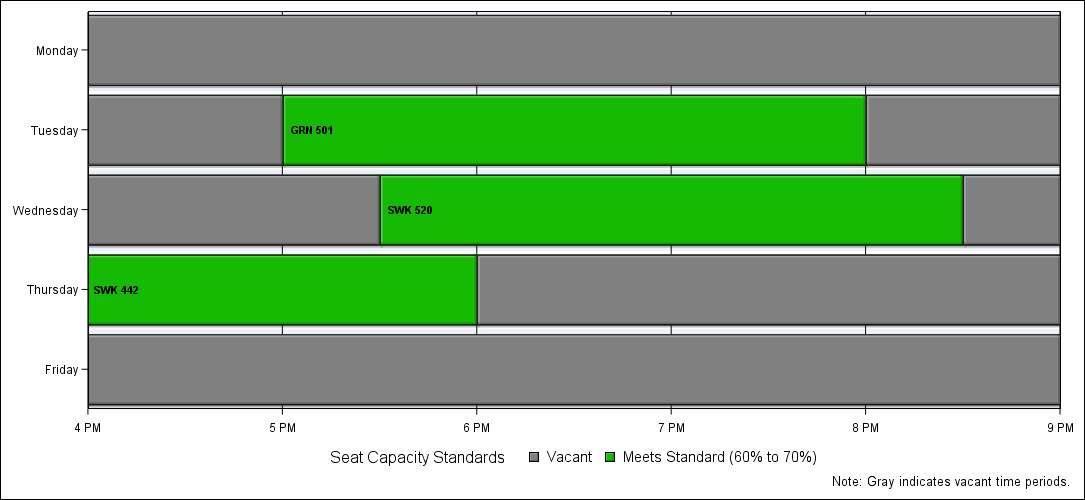 Monday
Tuesday
GRN 501
Wednesday
SWK 520
Thursday
SWK 442
Friday
4 PM 5 PM 6 PM 7 PM 8 PM 9 PM
Seat Capacity Standards Vacant Meets Standard (60% to 70%)
Note: Gray indicates vacant time periods.